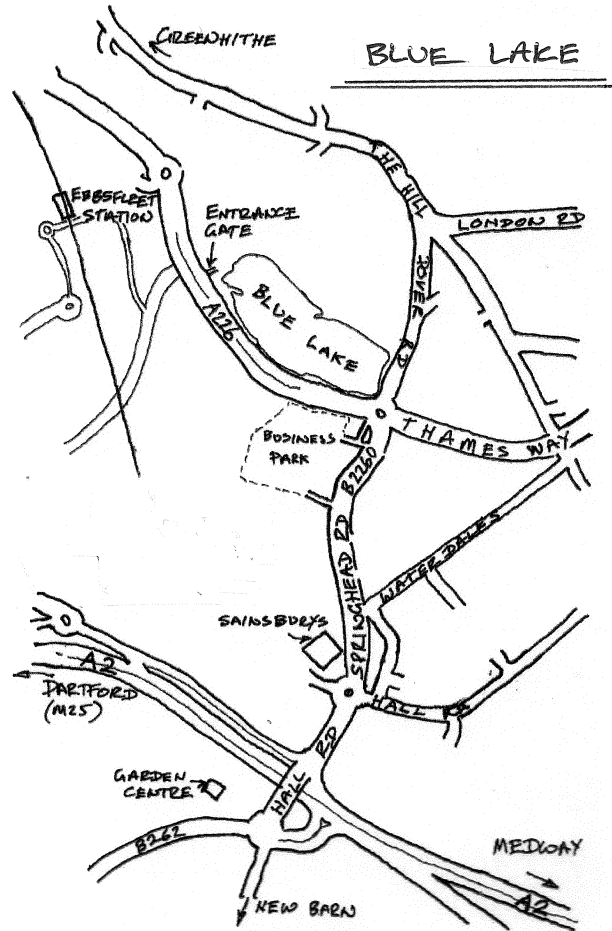 GREENHITHE
BLUE LAKE
THE HILL
EBBSFLEET
STATION
ENTRANCE
GATE
LONDON RD
ROVER RD
BLUE LAKE
A226
THAMES WAY
BUSINESS
PARK
B2260
SPRINGHEAD RD
WATER DALES
SAINSBURYS
A2
DARTFORD
(M25)
HALL RD
HALL RD
GARDEN
CENTRE
B262
MEDWAY
A2
NEW BARN